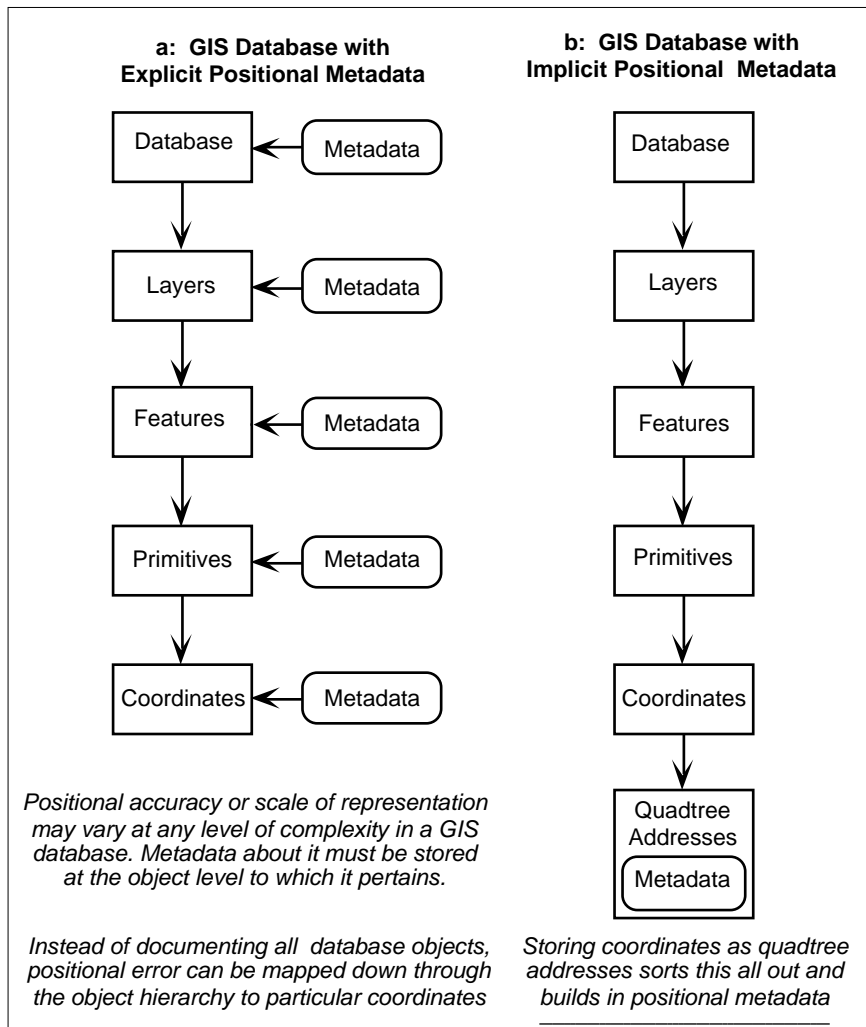 a: GIS Database with
Explicit Positional Metadata
Database
Metadata
Layers
Metadata
Features
Metadata
Primitives
Metadata
Coordinates
Metadata
Positional accuracy or scale of representation
may vary at any level of complexity in a GIS
database. Metadata about it must be stored
at the object level to which it pertains.
Instead of documenting all database objects,
positional error can be mapped down through
the object hierarchy to particular coordinates
b: GIS Database with
Implicit Positional Metadata
Database
Layers
Features
Primitives
Coordinates
Quadtree
Addresses
Metadata
Storing coordinates as quadtree
addresses sorts this all out and
builds in positional metadata